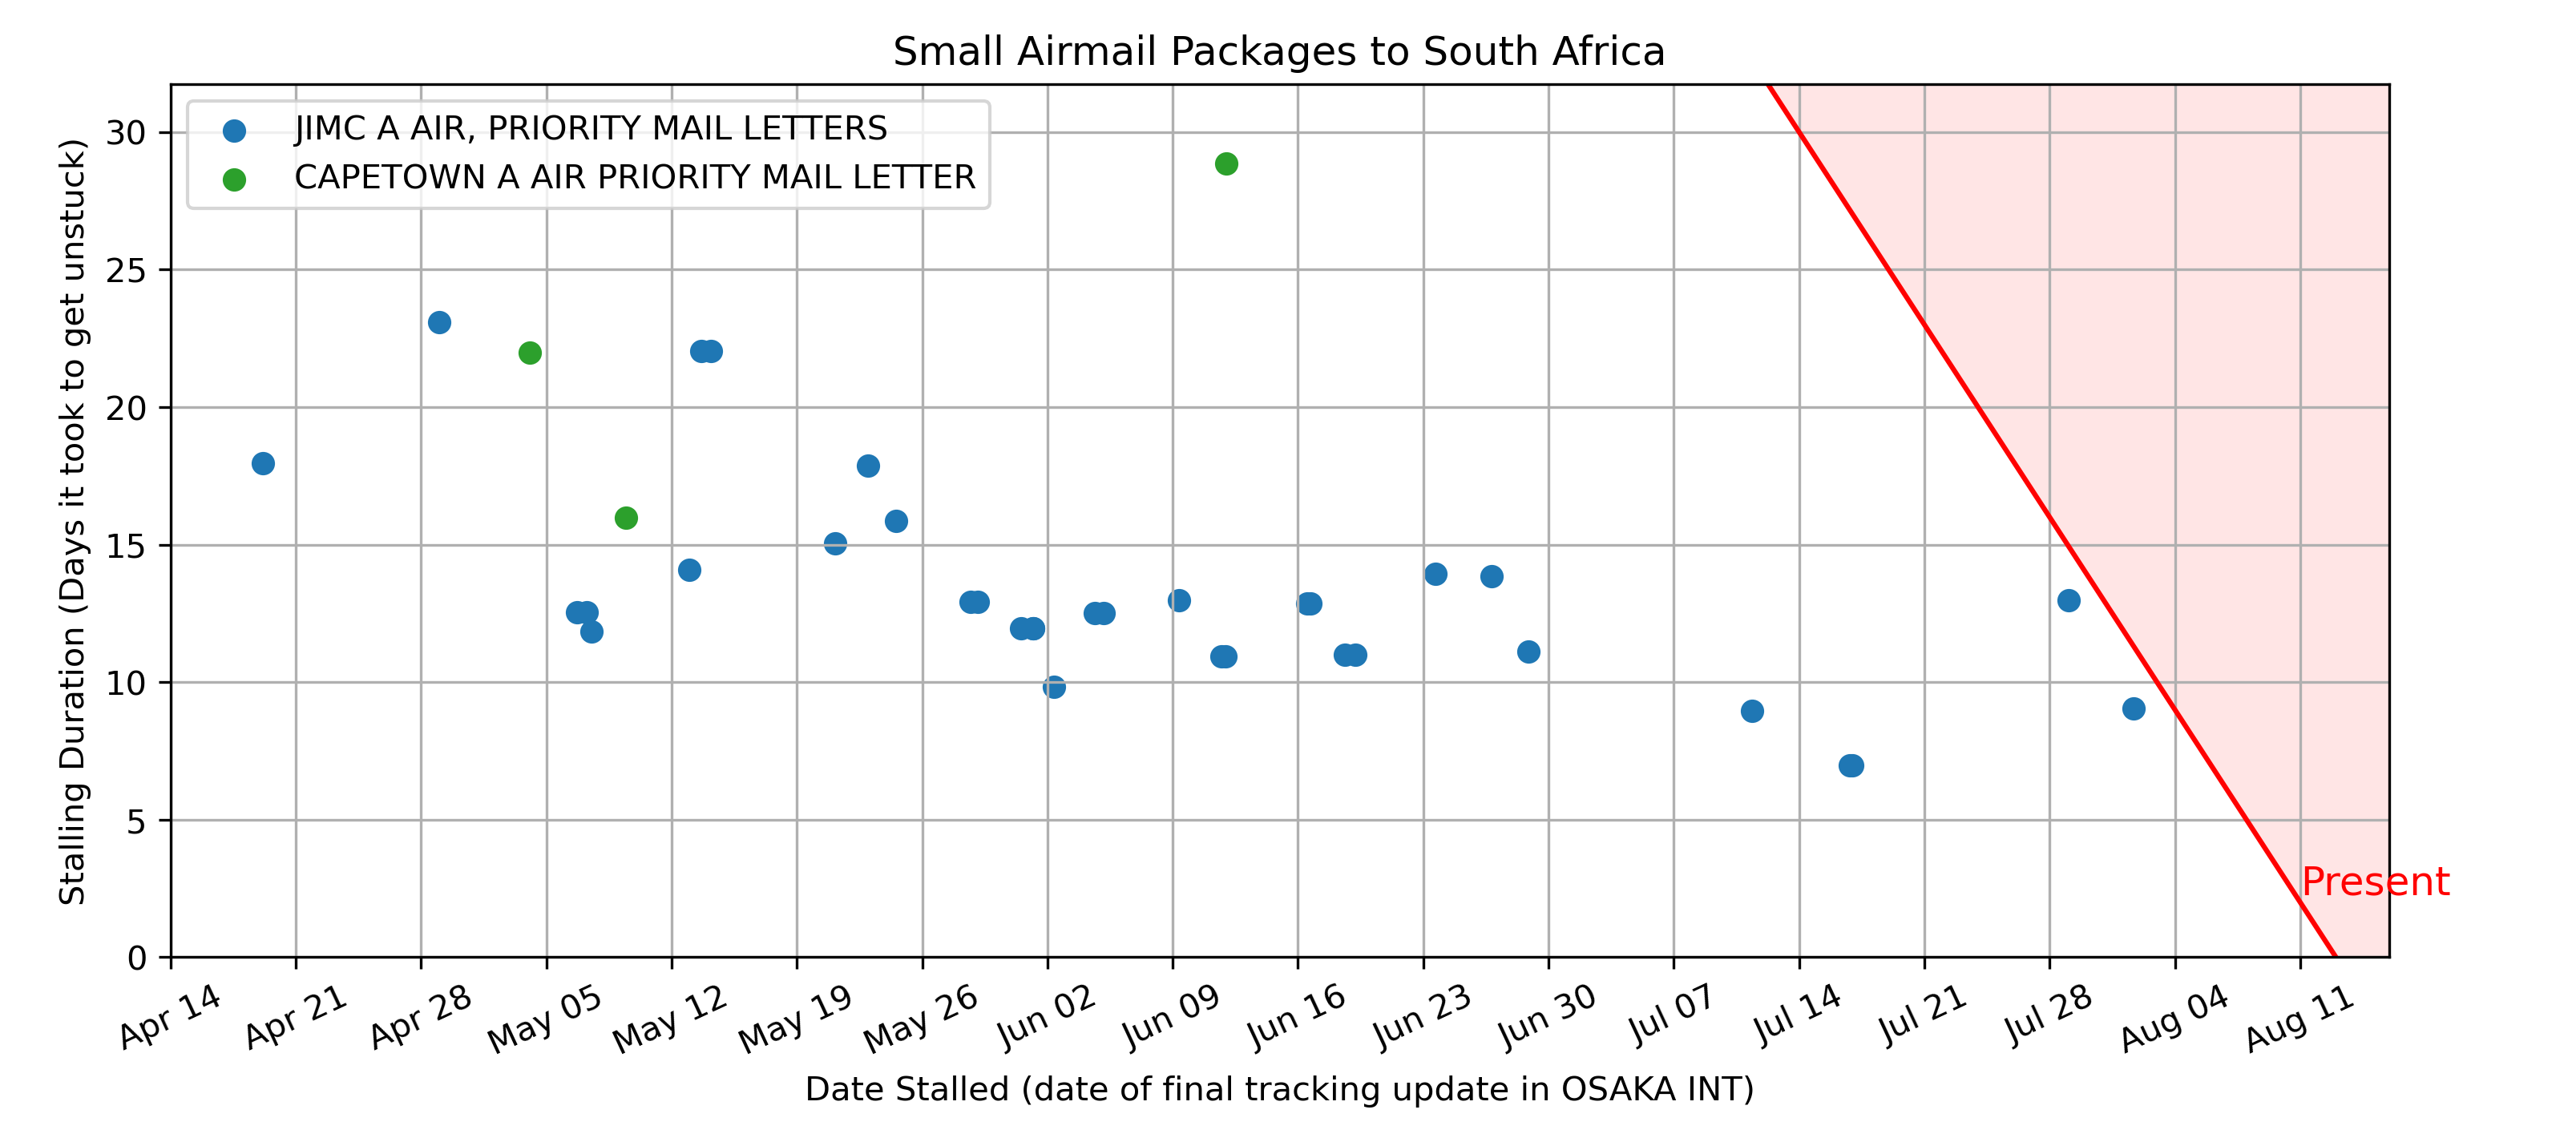 Small Airmail Packages to South Africa
JIMC A AIR, PRIORITY MAIL LETTERS
CAPETOWN A AIR PRIORITY MAIL LETTER
Stalling Duration (Days it took to get unstuck)
30
25
20
15
10
5
0
Present
Apr 14
Apr 21
Apr 28
May 05
May 12
May 19
May 26
Jun 02
Jun 09
Jun 16
Jun 23
Jun 30
Jul 07
Jul 14
Jul 21
Jul 28
Aug 04
Aug 11
Date Stalled (date of final tracking update in OSAKA INT)